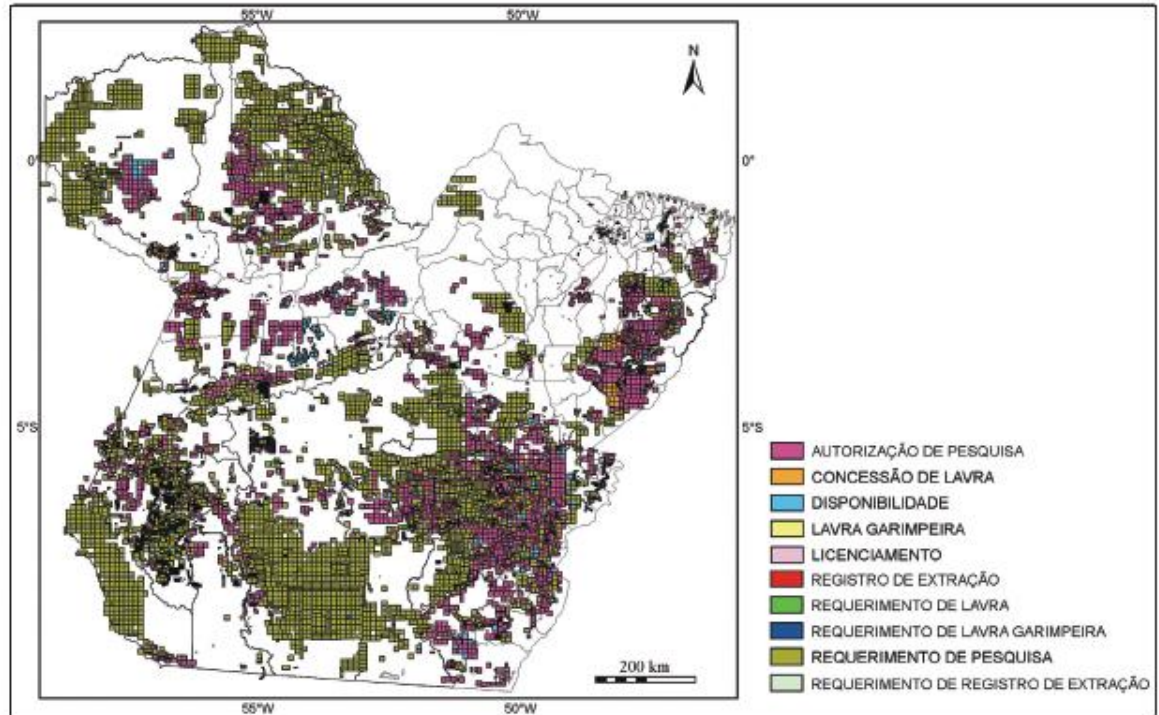 55°W 50°W
N
0° 0°
5°S 5°S
AUTORIZAÇÃO DE PESQUISA
CONCESSÃO DE LAVRA
DISPONIBILIDADE
LAVRA GARIMPEIRA
LICENCIAMENTO
REGISTRO DE EXTRAÇÃO
REQUERIMENTO DE LAVRA
REQUERIMENTO DE LAVRA GARIMPEIRA
REQUERIMENTO DE PESQUISA
REQUERIMENTO DE REGISTRO DE EXTRAÇÃO
200 km
55°W 50°W